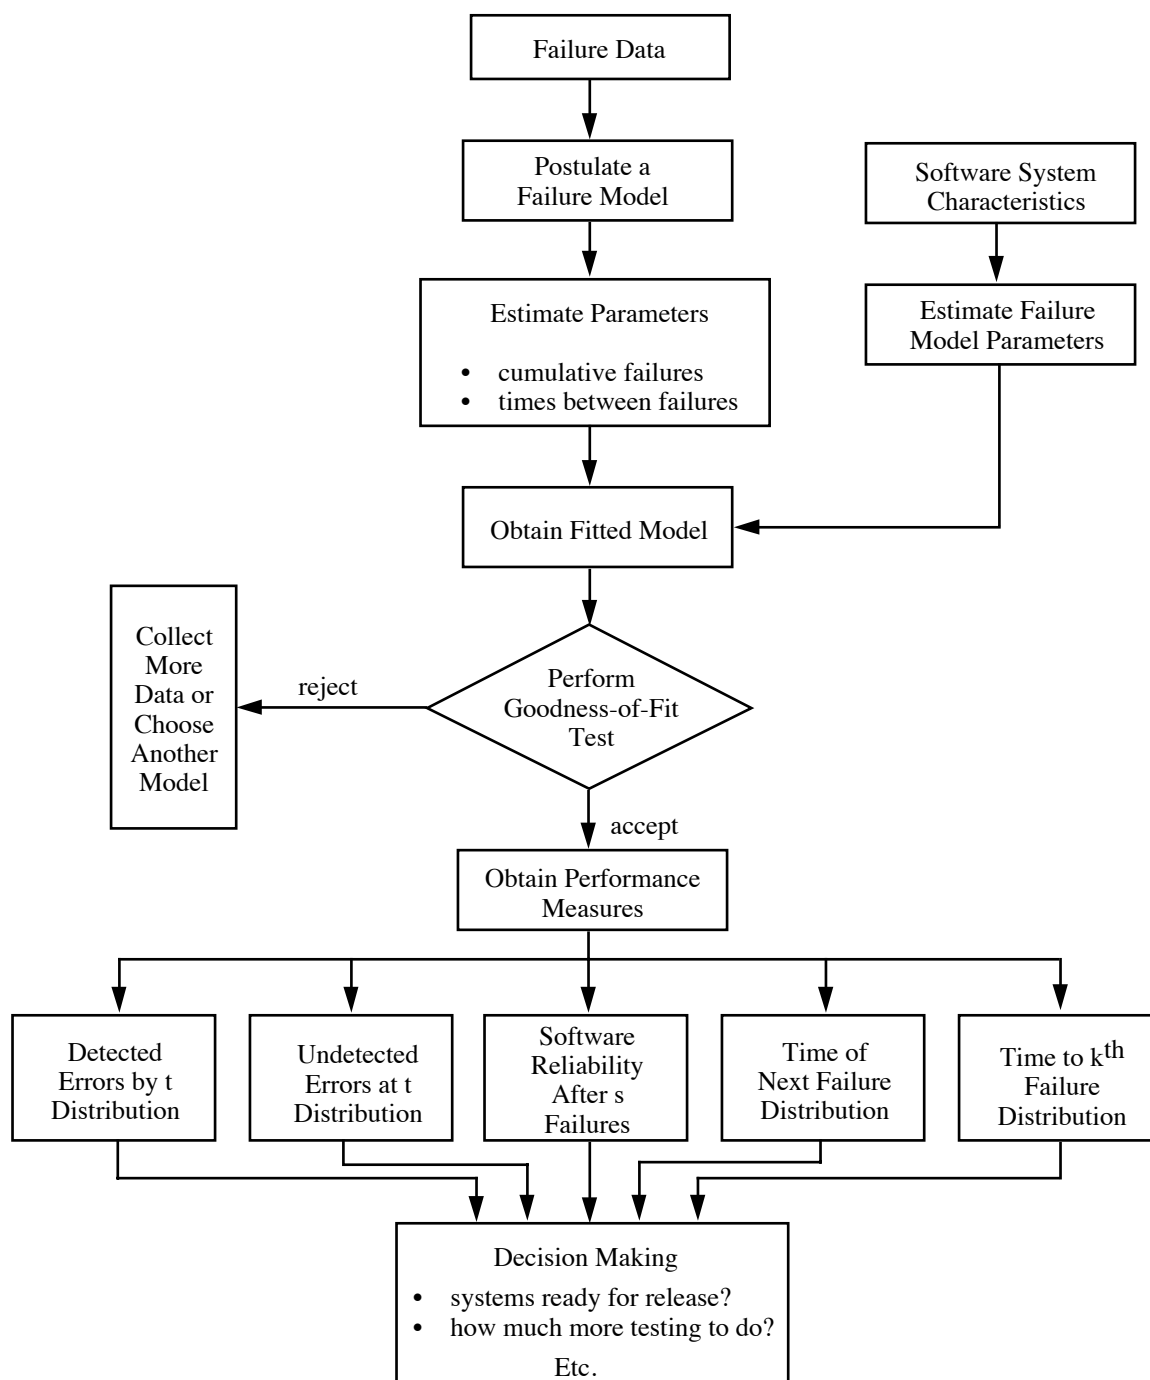 Failure Data
Postulate a
Failure Model
Software System
Characteristics
Estimate Parameters
• cumulative failures
• times between failures
Estimate Failure
Model Parameters
Obtain Fitted Model
Collect
More
Data or
Choose
Another
Model
reject
Perform
Goodness-of-Fit
Test
accept
Obtain Performance
Measures
Detected
Errors by t
Distribution
Undetected
Errors at t
Distribution
Software
Reliability
After s
Failures
Time of
Next Failure
Distribution
Time to kth
Failure
Distribution
Decision Making
• systems ready for release?
• how much more testing to do?
Etc.